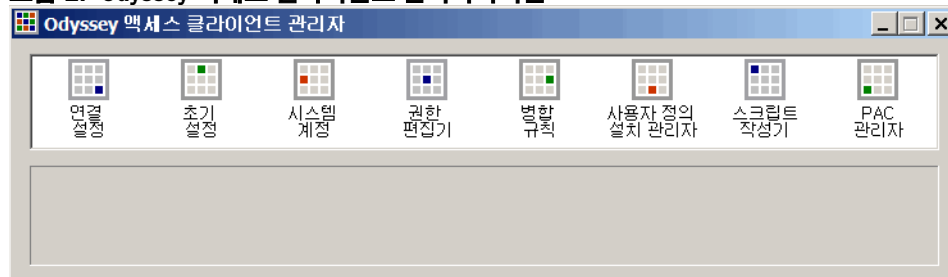 Odyssey 액세스 클라이언트 관리자
연결
설정
초기
설정
시스템
계정
권한
편집기
병합
규칙
사용자 정의
설치 관리자
스크립트
작성기
PAC
관리자